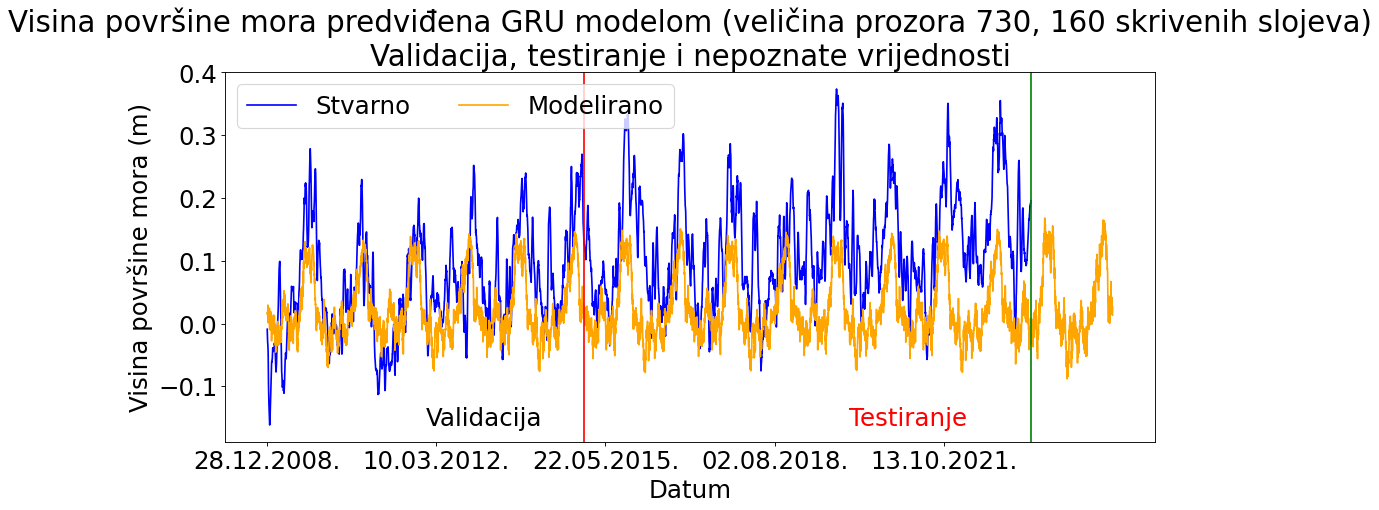 Visina površine mora predviđena GRU modelom (veličina prozora 730, 160 skrivenih slojeva)
Validacija, testiranje i nepoznate vrijednosti
Stvarno
Modelirano
Visina površine mora (m)
0.4
0.3
0.2
0.1
0.0
−0.1
Validacija
Testiranje
28.12.2008.
10.03.2012.
22.05.2015.
02.08.2018.
13.10.2021.
Datum